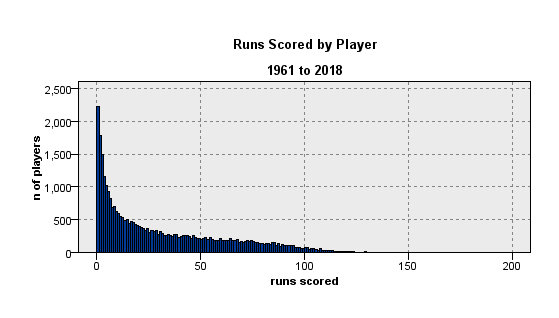 Runs Scored by Player
1961 to 2018
2,500
2,000
1,500
1,000
500
0
n of players
0 50 100 150 200
runs scored